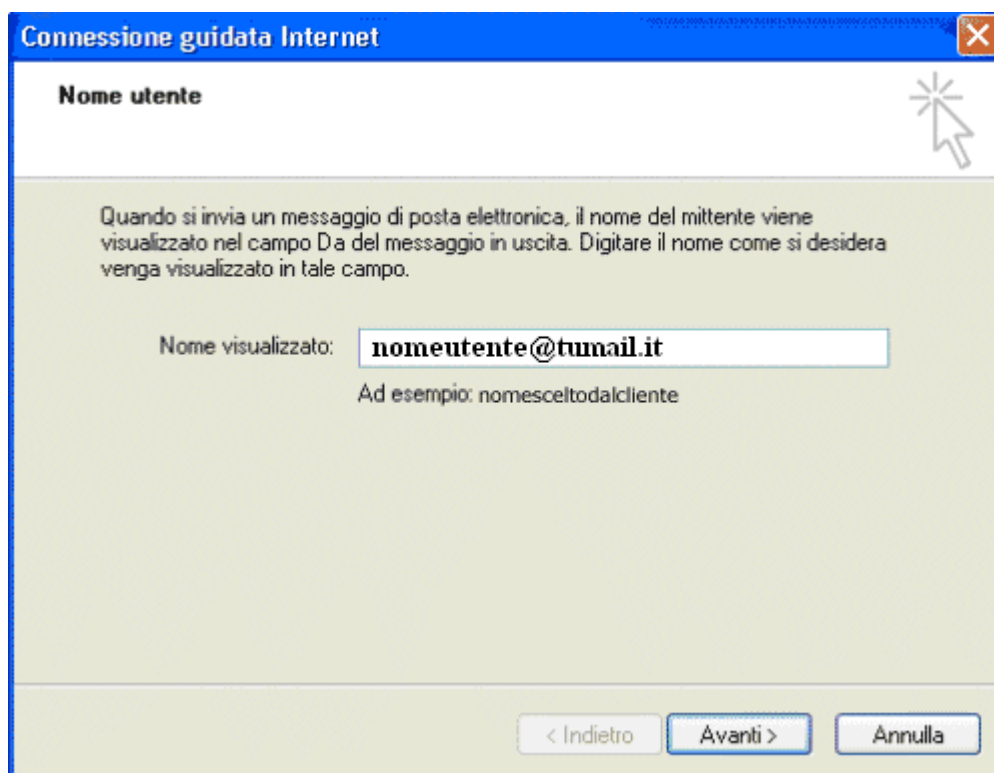 Connessione guidata Internet
Nome utente
Quando si invia un messaggio di posta elettronica, il nome del mittente viene
visualizzato nel campo Da del messaggio in uscita. Digitare il nome come si desidera
venga visualizzato in tale campo.
Nome visualizzato: nomeutente@tumail.it
Ad esempio: nomesceltodalcliente
< Indietro Avanti > Annulla